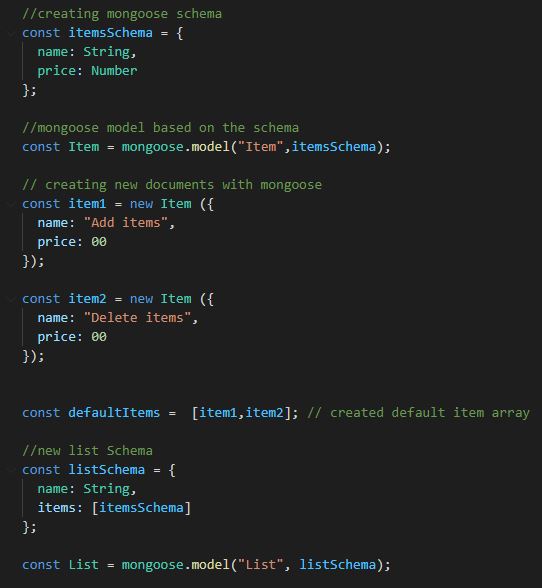 //creating mongoose schema
const itemsSchema = {
  name: String,
  price: Number
};
//mongoose model based on the schema
const Item = mongoose.model("Item",itemsSchema);
// creating new documents with mongoose
const item1 = new Item ({
  name: "Add items",
  price: 00
});
const item2 = new Item ({
  name: "Delete items",
  price: 00
});
const defaultItems =  [item1,item2]; // created default item array
//new list Schema
const listSchema = {
  name: String,
  items: [itemsSchema]
};
const List = mongoose.model("List", listSchema);